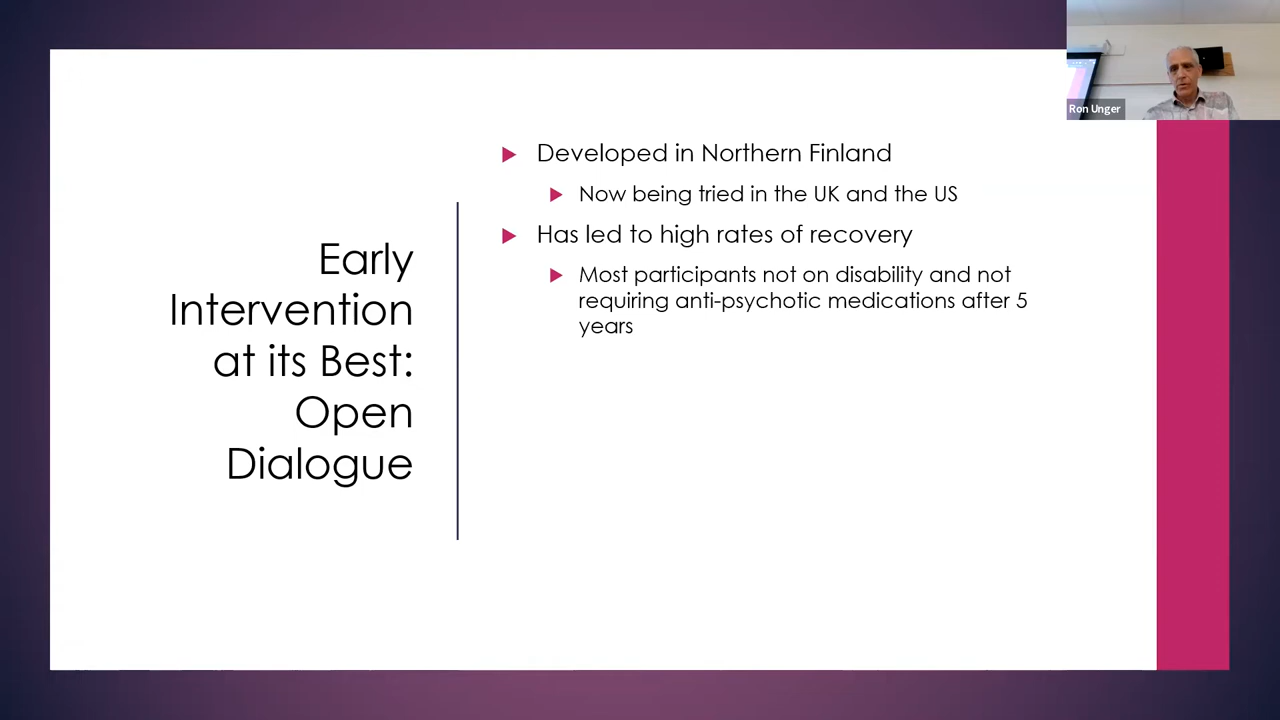 Ron Unger
Early
Intervention
at its Best:
Open
Dialogue
Developed in Northern Finland
Now being tried in the UK and the US
Has led to high rates of recovery
Most participants not on disability and not
requiring anti-psychotic medications after 5
years